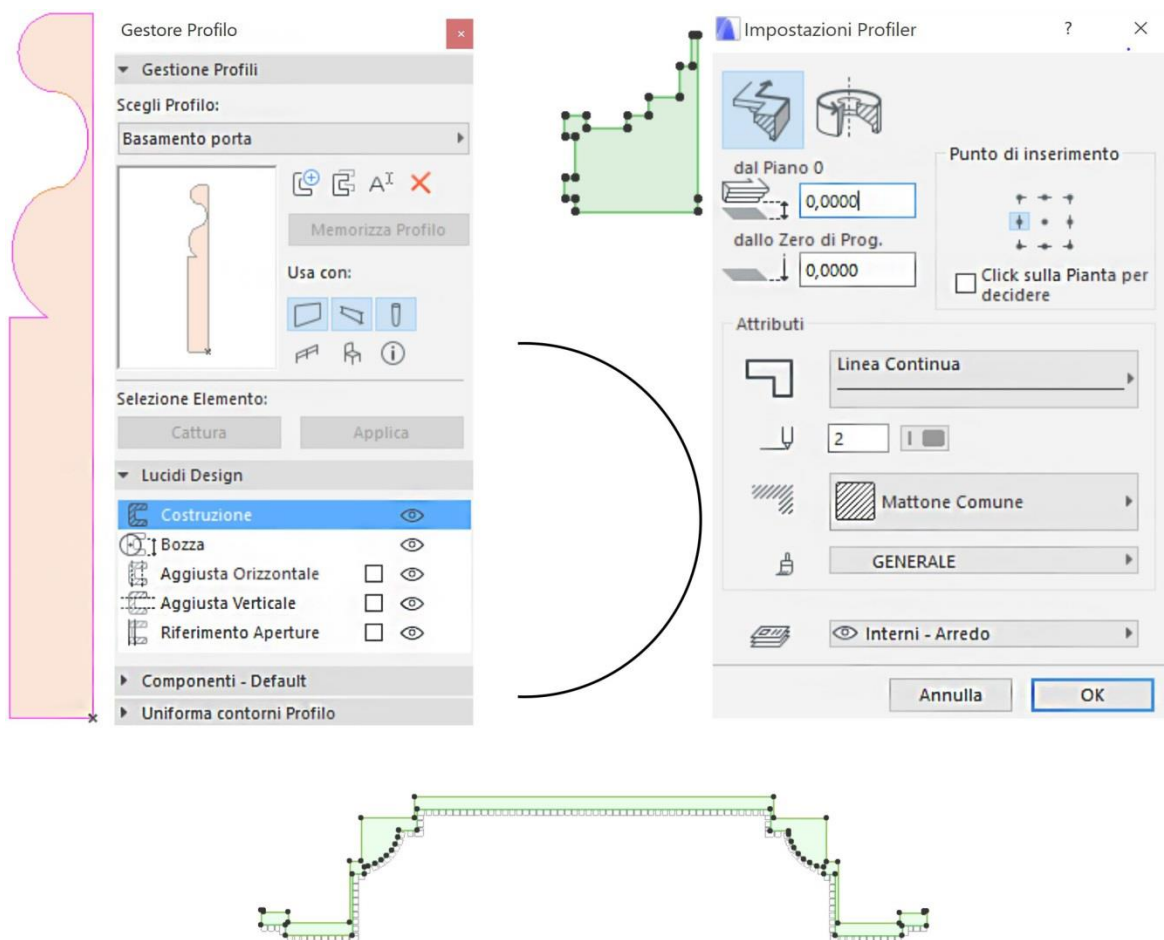 Gestore Profilo
Gestione Profili
Scegli Profilo:
Basamento porta
Memorizza Profilo
Usa con:
Selezione Elemento:
Cattura
Applica
Lucidi Design
Costruzione
Bozza
Aggiusta Orizzontale
Aggiusta Verticale
Riferimento Aperture
Componenti - Default
Uniforma contorni Profilo
Impostazioni Profiler
?
dal Piano 0
0,0000
dallo Zero di Prog.
0,0000
Punto di inserimento
Click sulla Pianta per
decidere
Attributi
Linea Continua
2
Mattone Comune
GENERALE
Interni - Arredo
Annulla
OK